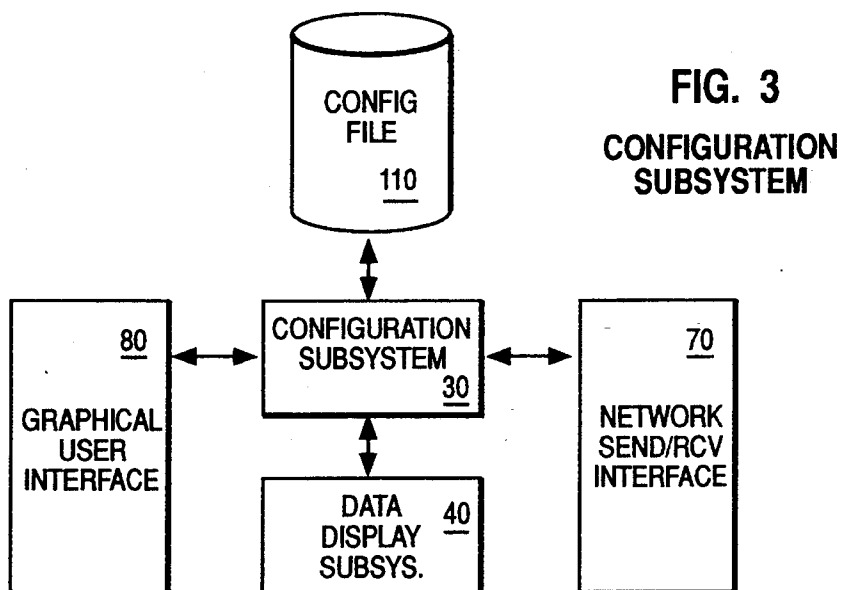 CONFIG
FILE
110
FIG. 3
CONFIGURATION
SUBSYSTEM
80
GRAPHICAL
USER
INTERFACE
CONFIGURATION
SUBSYSTEM
30
70
NETWORK
SEND/RCV
INTERFACE
DATA
DISPLAY
SUBSYS.
40